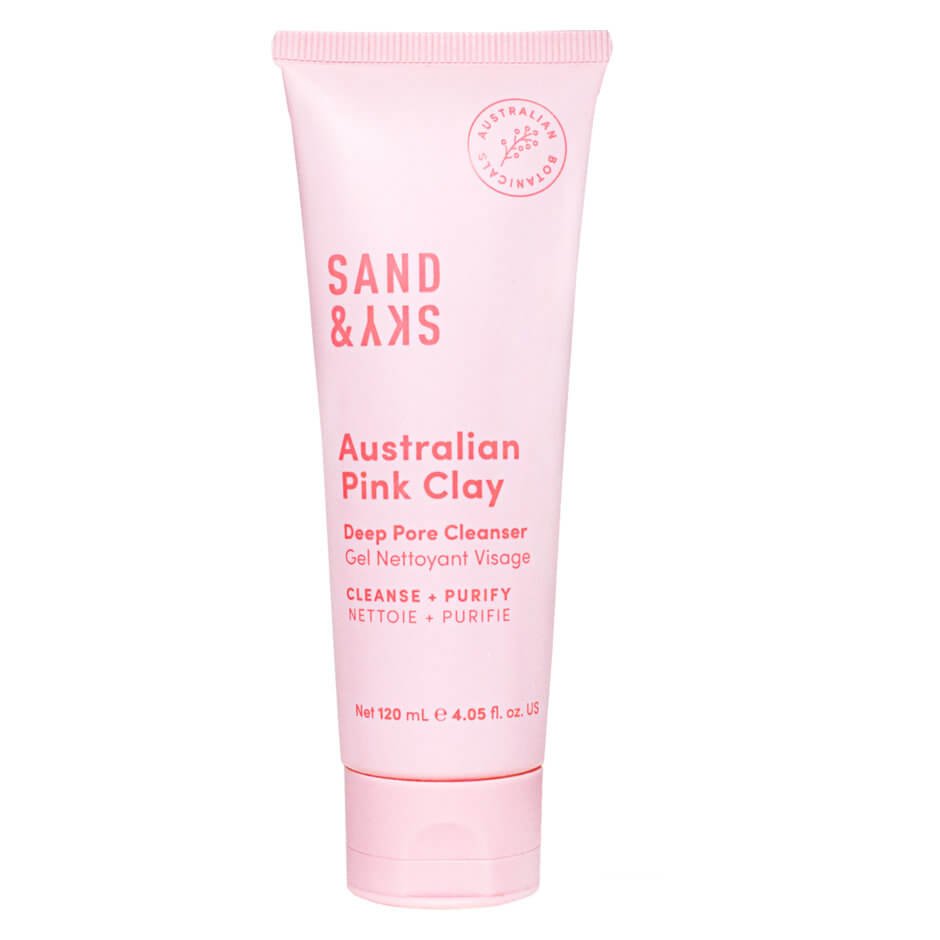 AUSTRALIAN BOTANICALS
SAND
& SKY
Australian
Pink Clay
Deep Pore Cleanser
Gel Nettoyant Visage
CLEANSE + PURIFY
NETTOIE + PURIFIE
Net 120 mL ℮ 4.05 fl. oz. US